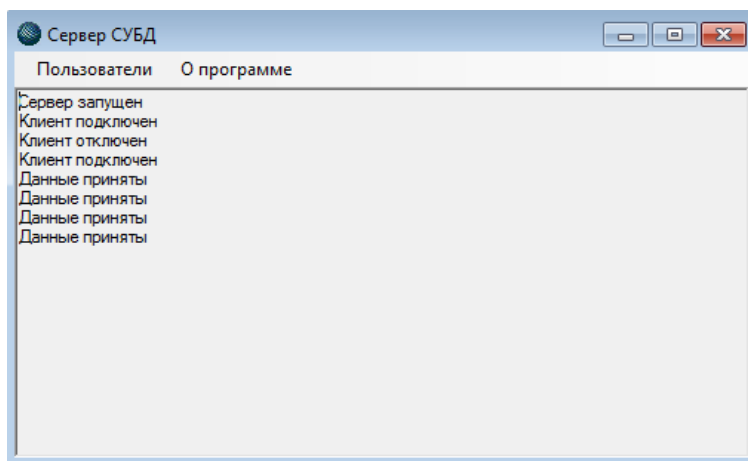 Сервер СУБД
Пользователи О программе
Сервер запущен
Клиент подключен
Клиент отключен
Клиент подключен
Данные приняты
Данные приняты
Данные приняты
Данные приняты